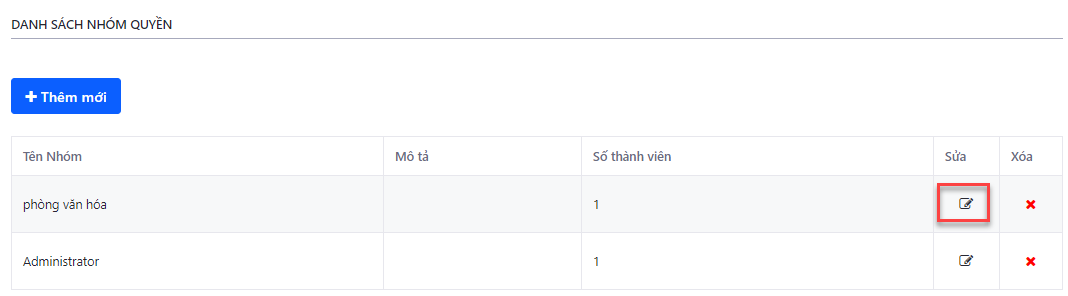 DANH SÁCH NHÓM QUYỀN
Thêm mới
Tên Nhóm Mô tả Số thành viên Sửa Xóa
phòng văn hóa 1
Administrator 1